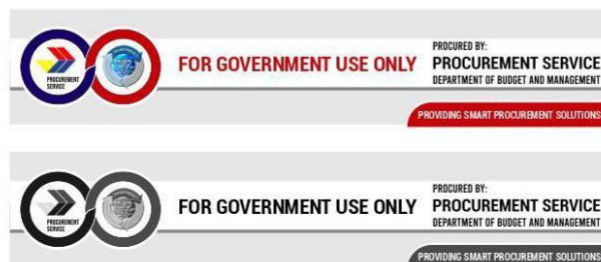 PROCUREMENT
SERVICE
FOR GOVERNMENT USE ONLY
PROCURED BY:
PROCUREMENT SERVICE
DEPARTMENT OF BUDGET AND MANAGEMENT
PROVIDING SMART PROCUREMENT SOLUTIONS
PROCUREMENT
SERVICE
FOR GOVERNMENT USE ONLY
PROCURED BY:
PROCUREMENT SERVICE
DEPARTMENT OF BUDGET AND MANAGEMENT
PROVIDING SMART PROCUREMENT SOLUTIONS